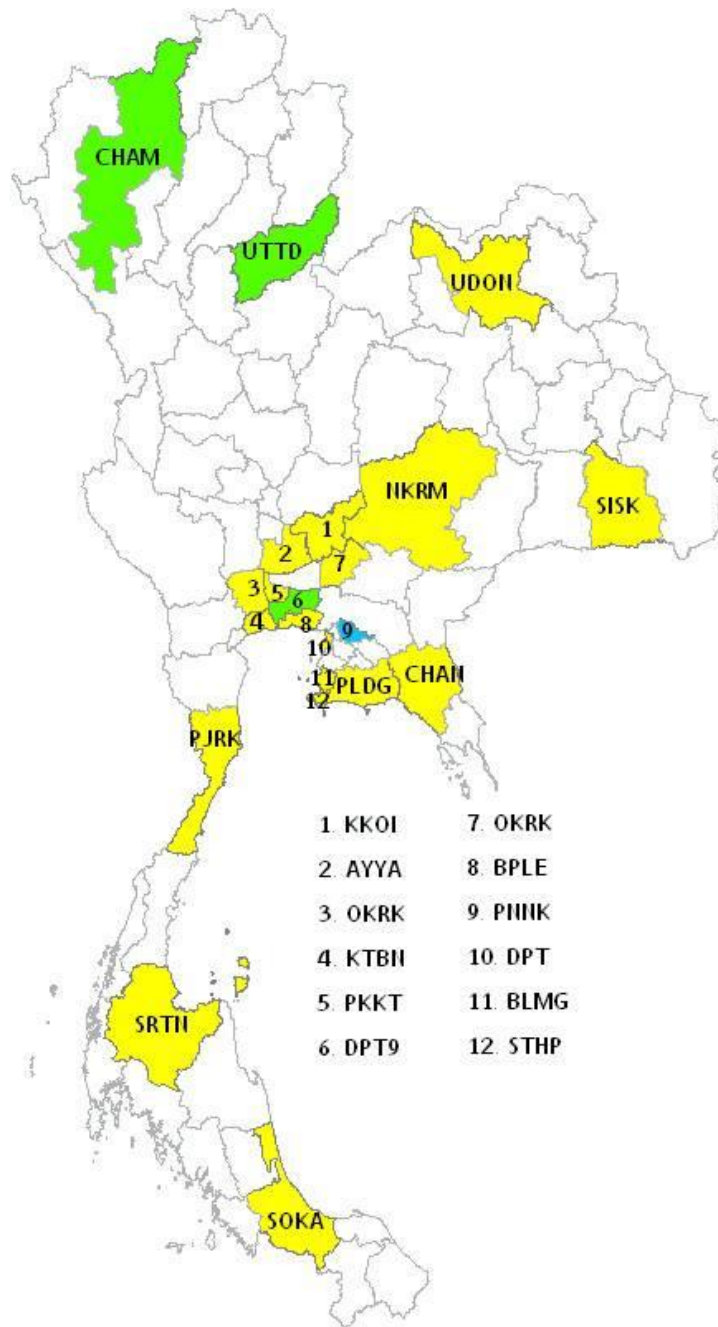 CHAM
UTTD
UDON
NKRM
SISK
1
2
7
3
5
6
4
8
9
10
CHAN
11
PLDG
12
PJRK
1. KKOI 7. OKRK
2. AYYA 8. BPLE
3. OKRK 9. PNNK
4. KTBN 10. DPT
5. PKKT 11. BLMG
6. DPT9 12. STHP
SRTN
SOKA